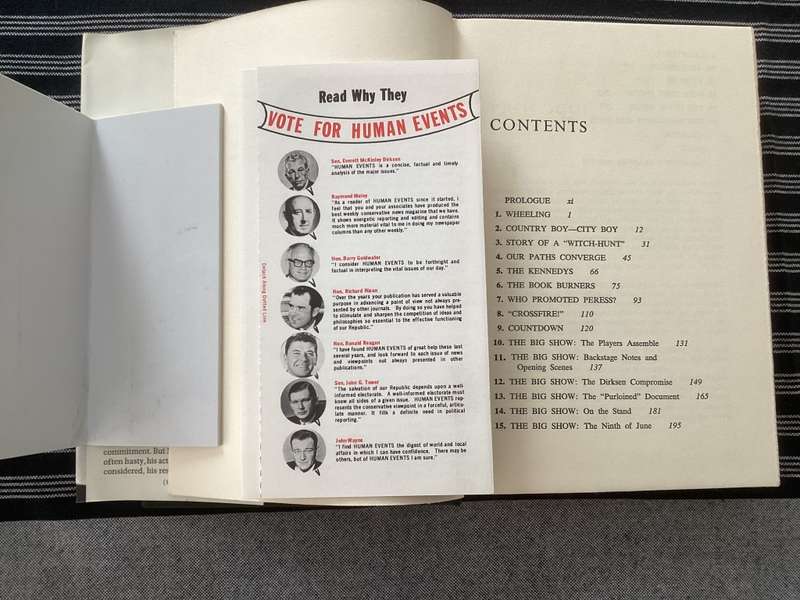 Read Why They
VOTE FOR HUMAN EVENTS
Sen. Everett McKinley Dirksen
"HUMAN EVENTS is a concise, factual and timely
analysis of the major issues."
Raymond Moley
"As a reader of HUMAN EVENTS since it started, I
feel that you and your associates have produced the
best weekly conservative news magazine that we have.
It shows energetic reporting and editing and contains
much more material vital to me in doing my newspaper
columns than any other weekly."
Hon. Barry Goldwater
"I consider HUMAN EVENTS to be forthright and
factual in interpreting the vital issues of our day."
Hon. Richard Nixon
"Over the years your publication has served a valuable
purpose in advancing a point of view not always pre-
sented by other journals. By doing so you have helped
to stimulate and sharpen the competition of ideas and
philosophies so essential to the effective functioning
of our Republic."
Hon. Ronald Reagan
"I have found HUMAN EVENTS of great help these last
several years, and look forward to each issue of news
and viewpoints not always presented in other
publications."
Sen. John G. Tower
"The salvation of our Republic depends upon a well-
informed electorate. A well-informed electorate must
know all sides of a given issue. HUMAN EVENTS rep-
resents the conservative viewpoint in a forceful, articu-
late manner. It fills a definite need in political
reporting."
John Wayne
"I find HUMAN EVENTS the digest of world and local
affairs in which I can have confidence. There may be
others, but of HUMAN EVENTS I am sure."
Detach Along Dotted Line
commitment. But
often hasty, his act
considered, his res
CONTENTS
PROLOGUE xi
1. WHEELING 1
2. COUNTRY BOY—CITY BOY 12
3. STORY OF A "WITCH-HUNT" 31
4. OUR PATHS CONVERGE 45
5. THE KENNEDYS 66
6. THE BOOK BURNERS 75
7. WHO PROMOTED PERESS? 93
8. "CROSSFIRE!" 110
9. COUNTDOWN 120
10. THE BIG SHOW: The Players Assemble 131
11. THE BIG SHOW: Backstage Notes and
Opening Scenes 137
12. THE BIG SHOW: The Dirksen Compromise 149
13. THE BIG SHOW: The "Purloined" Document 165
14. THE BIG SHOW: On the Stand 181
15. THE BIG SHOW: The Ninth of June 195